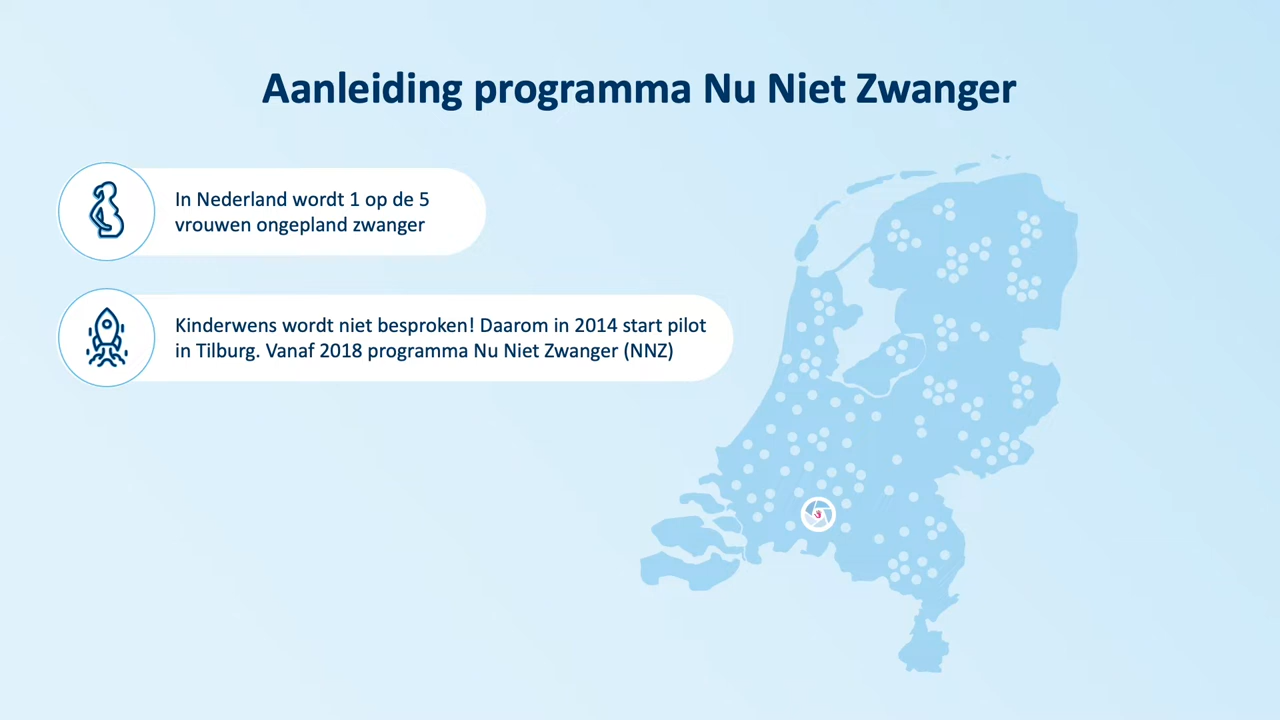 Aanleiding programma Nu Niet Zwanger
In Nederland wordt 1 op de 5
vrouwen ongepland zwanger
Kinderwens wordt niet besproken! Daarom in 2014 start pilot
in Tilburg. Vanaf 2018 programma Nu Niet Zwanger (NNZ)